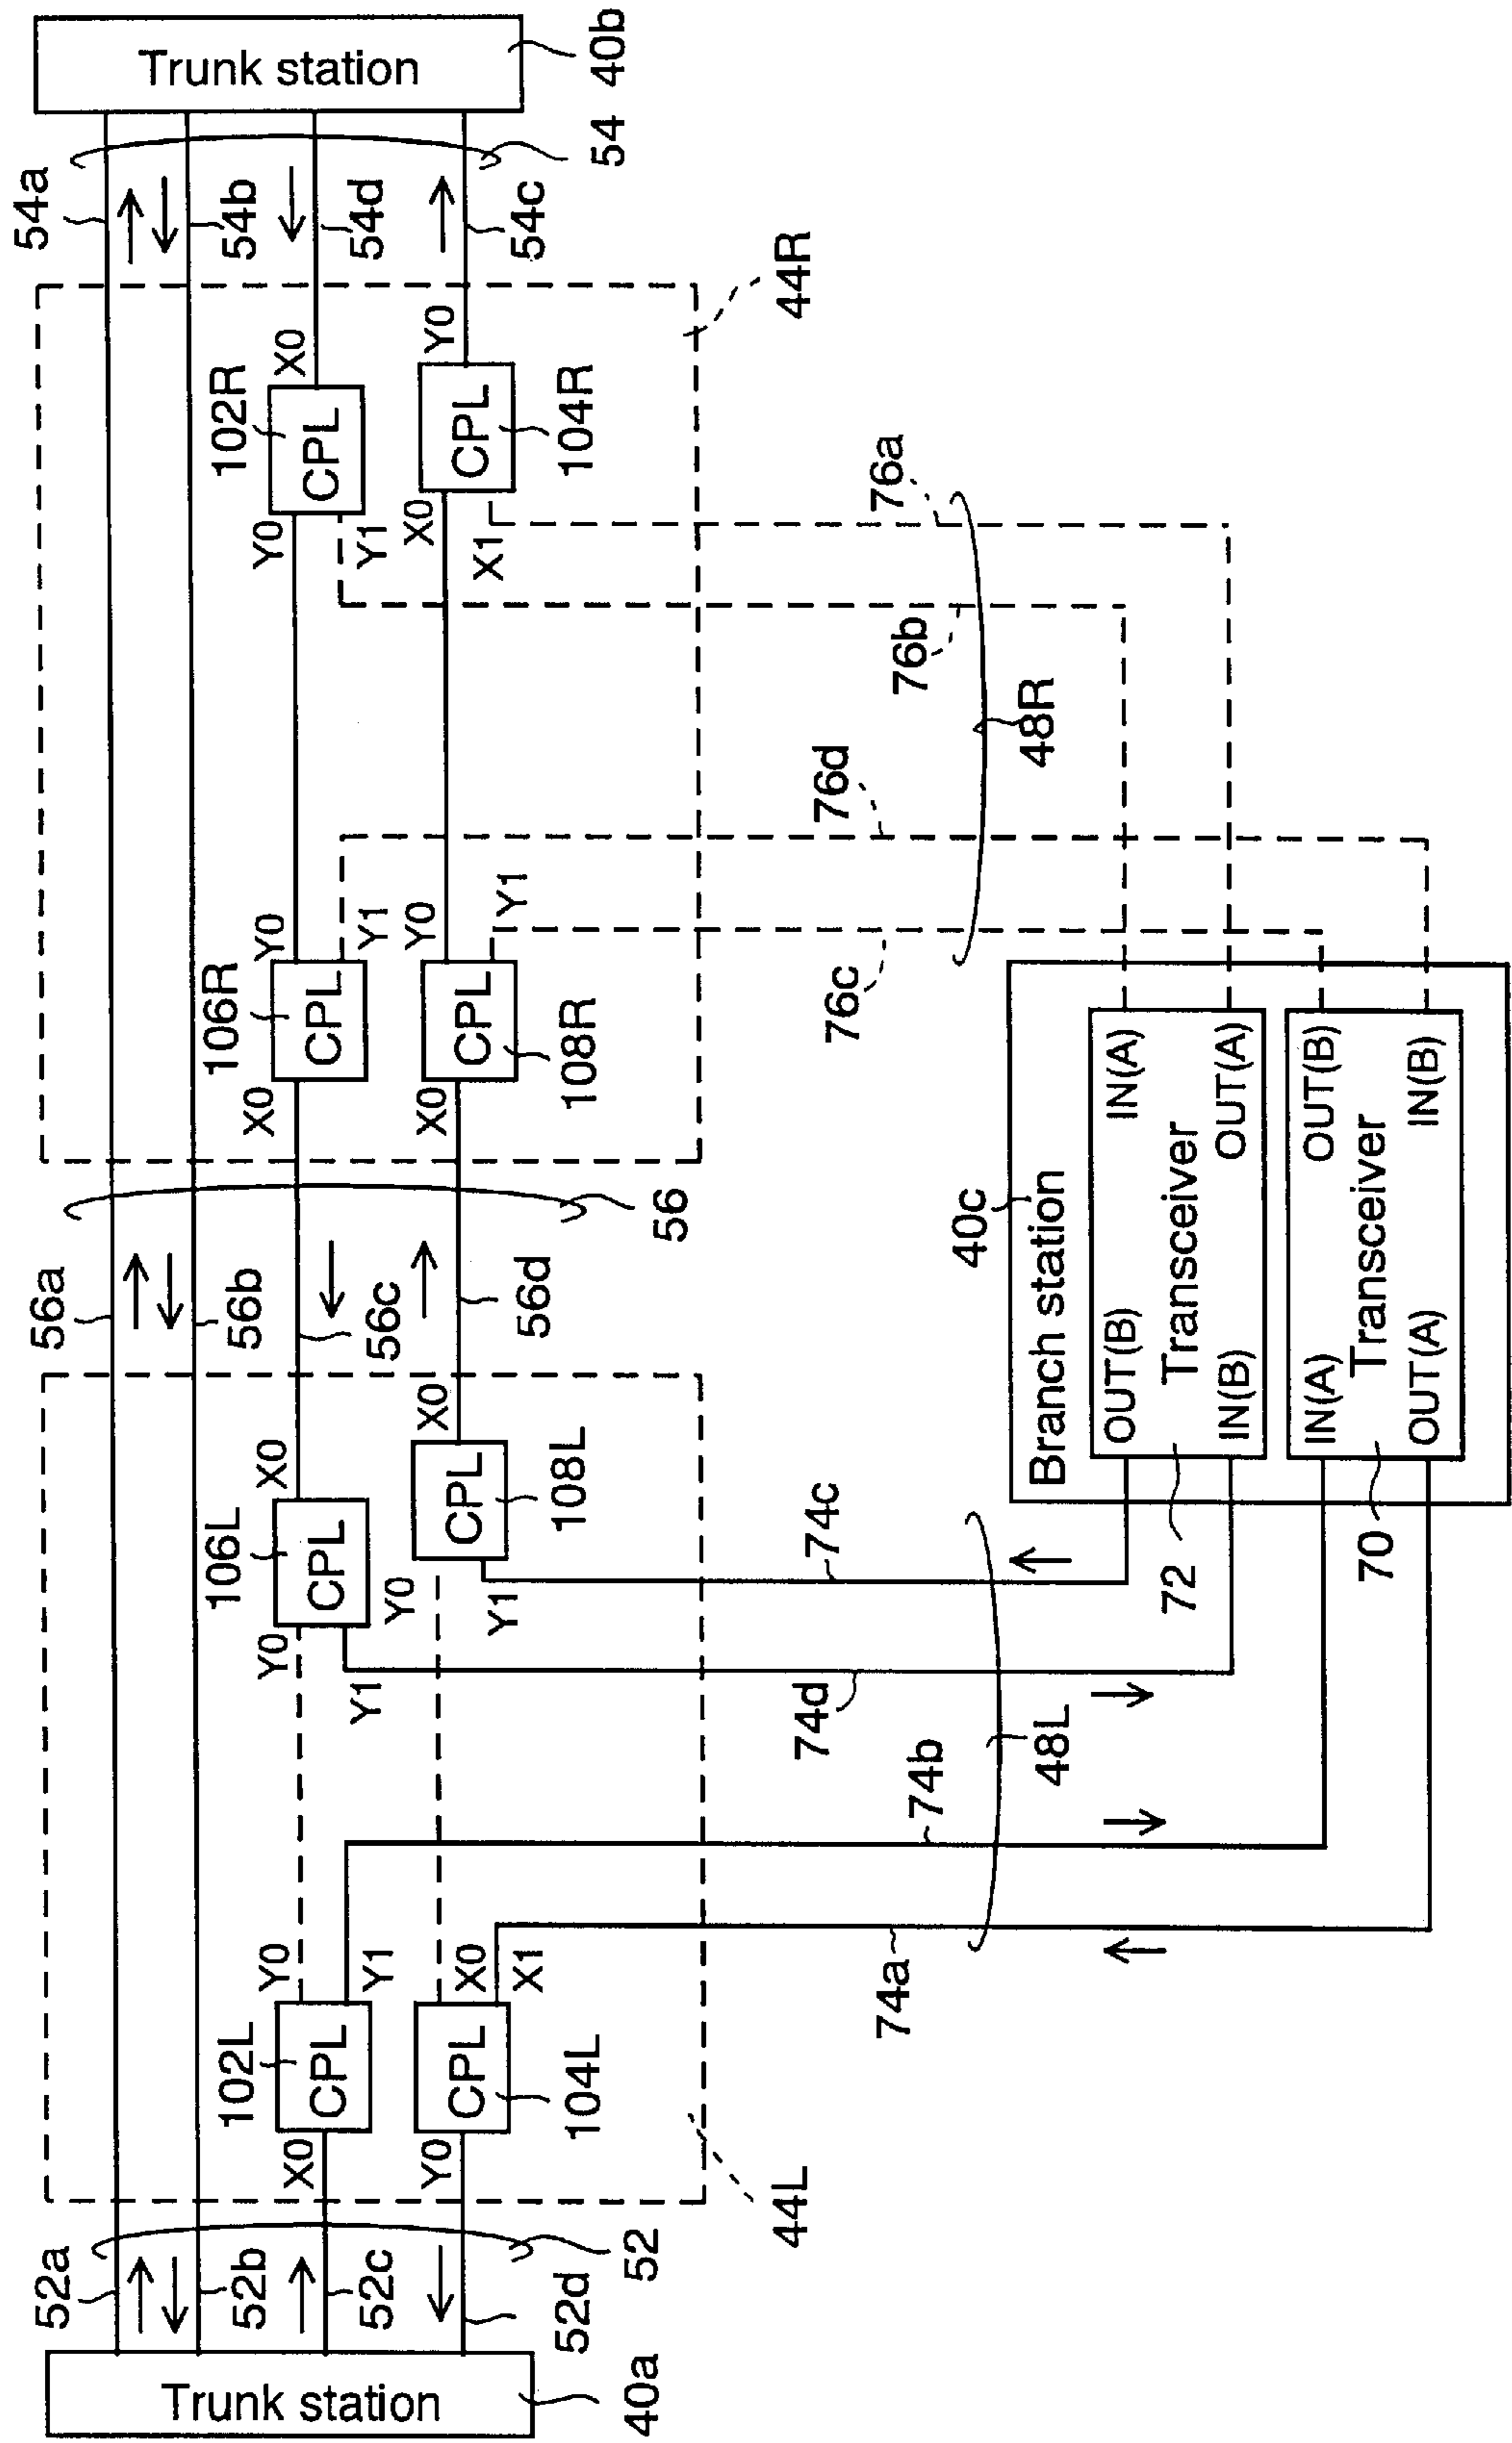 Trunk station
40a
52a
52b
52c
52d
52
44L
X0
102L
CPL
Y0
Y1
Y0
104L
CPL
X0
X1
106L
CPL
Y0
Y1
X0
108L
CPL
Y0
Y1
X0
56a
56b
56c
56d
56
106R
CPL
X0
Y0
Y1
108R
CPL
X0
Y0
Y1
102R
CPL
Y0
Y1
X0
104R
CPL
X0
X1
Y0
44R
54a
54b
54d
54c
54
Trunk station
40b
74a
74b
74d
74c
48L
76c
76d
76b
76a
48R
Branch station
40c
OUT(B)
IN(A)
Transceiver
IN(B)
OUT(A)
72
IN(A)
OUT(B)
Transceiver
OUT(A)
IN(B)
70